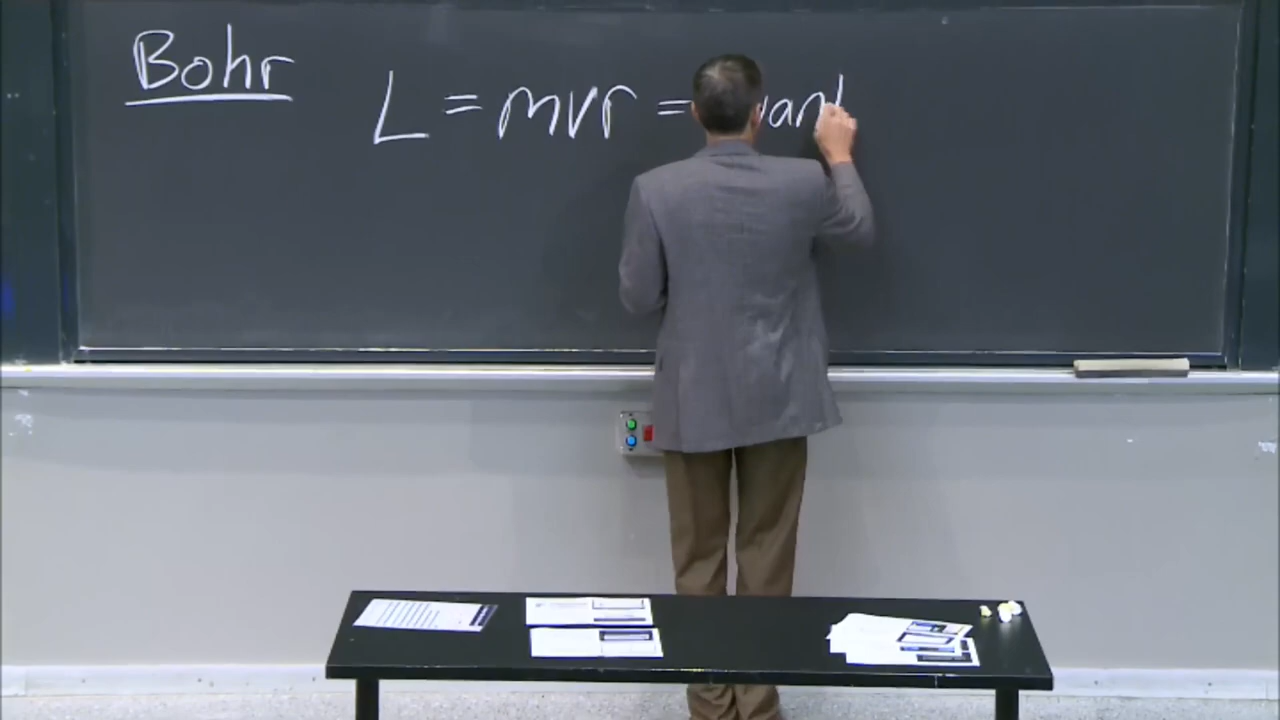 Bohr
L = mvr =